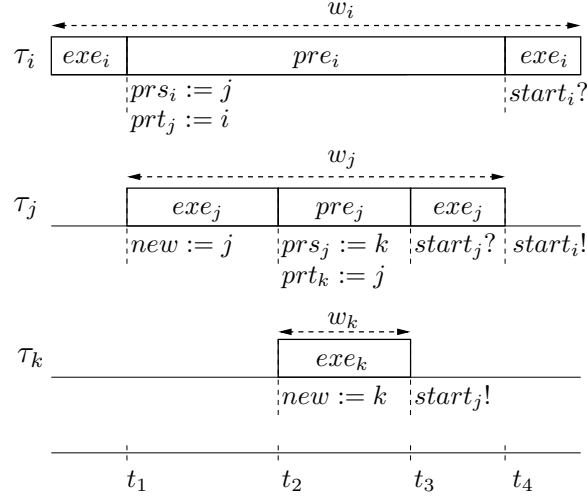 w_i
τ_i exe_i pre_i exe_i
prs_i := j start_i?
prt_j := i
w_j
τ_j exe_j pre_j exe_j
new := j prs_j := k start_j? start_i!
prt_k := j
w_k
τ_k exe_k
new := k start_j!
t_1 t_2 t_3 t_4